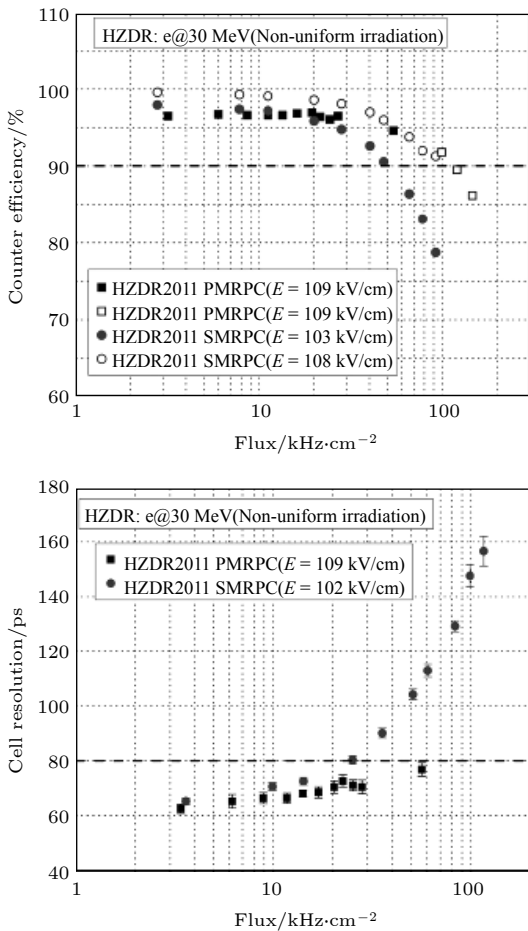 110
HZDR: e@30 MeV(Non-uniform irradiation)
100
90
80
70
60
Counter efficiency/%
HZDR2011 PMRPC(E = 109 kV/cm)
HZDR2011 PMRPC(E = 109 kV/cm)
HZDR2011 SMRPC(E = 103 kV/cm)
HZDR2011 SMRPC(E = 108 kV/cm)
1 10 100
Flux/kHz·cm−2
180
HZDR: e@30 MeV(Non-uniform irradiation)
160
HZDR2011 PMRPC(E = 109 kV/cm)
HZDR2011 SMRPC(E = 102 kV/cm)
140
120
100
80
60
40
Cell resolution/ps
1 10 100
Flux/kHz·cm−2